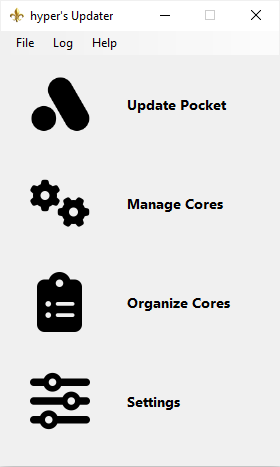 hyper's Updater
File Log Help
Update Pocket
Manage Cores
Organize Cores
Settings